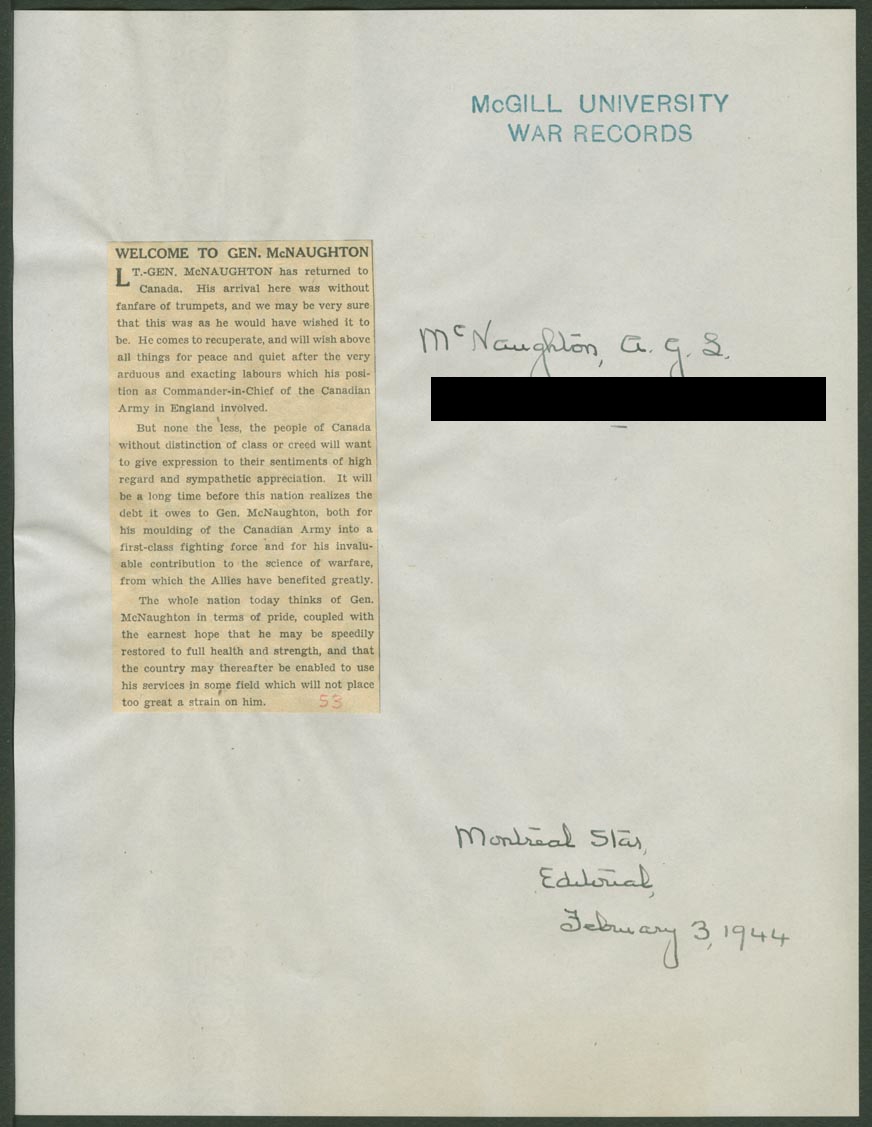 McGILL UNIVERSITY
WAR RECORDS
WELCOME TO GEN. McNAUGHTON
LT.-GEN. McNAUGHTON has returned to
Canada. His arrival here was without
fanfare of trumpets, and we may be very sure
that this was as he would have wished it to
be. He comes to recuperate, and will wish above
all things for peace and quiet after the very
arduous and exacting labours which his posi-
tion as Commander-in-Chief of the Canadian
Army in England involved.
But none the less, the people of Canada
without distinction of class or creed will want
to give expression to their sentiments of high
regard and sympathetic appreciation. It will
be a long time before this nation realizes the
debt it owes to Gen. McNaughton, both for
his moulding of the Canadian Army into a
first-class fighting force and for his invalu-
able contribution to the science of warfare,
from which the Allies have benefited greatly.
The whole nation today thinks of Gen.
McNaughton in terms of pride, coupled with
the earnest hope that he may be speedily
restored to full health and strength, and that
the country may thereafter be enabled to use
his services in some field which will not place
too great a strain on him.
53
McNaughton, A. G. L.
Montreal Star,
Editorial,
February 3, 1944